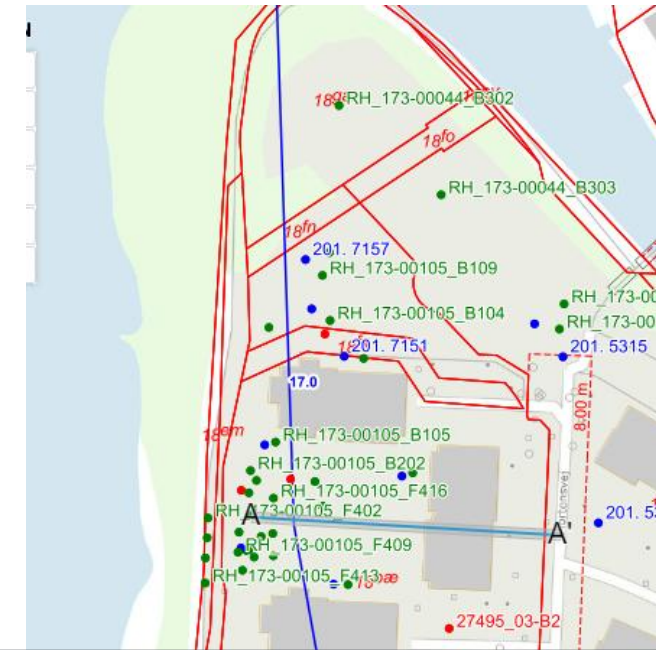 N
RH_173-00044_B302
18fo
RH_173-00044_B303
18fn
201. 7157
RH_173-00105_B109
RH_173-00
RH_173-00105_B104
RH_173-00
201. 7151
201. 5315
17.0
8.00 m
18em
RH_173-00105_B105
RH_173-00105_B202
RH_173-00105_F416
RH_173-00105_F402
A
A'
201. 53
RH_173-00105_F409
RH_173-00105_F413
27495_03-B2